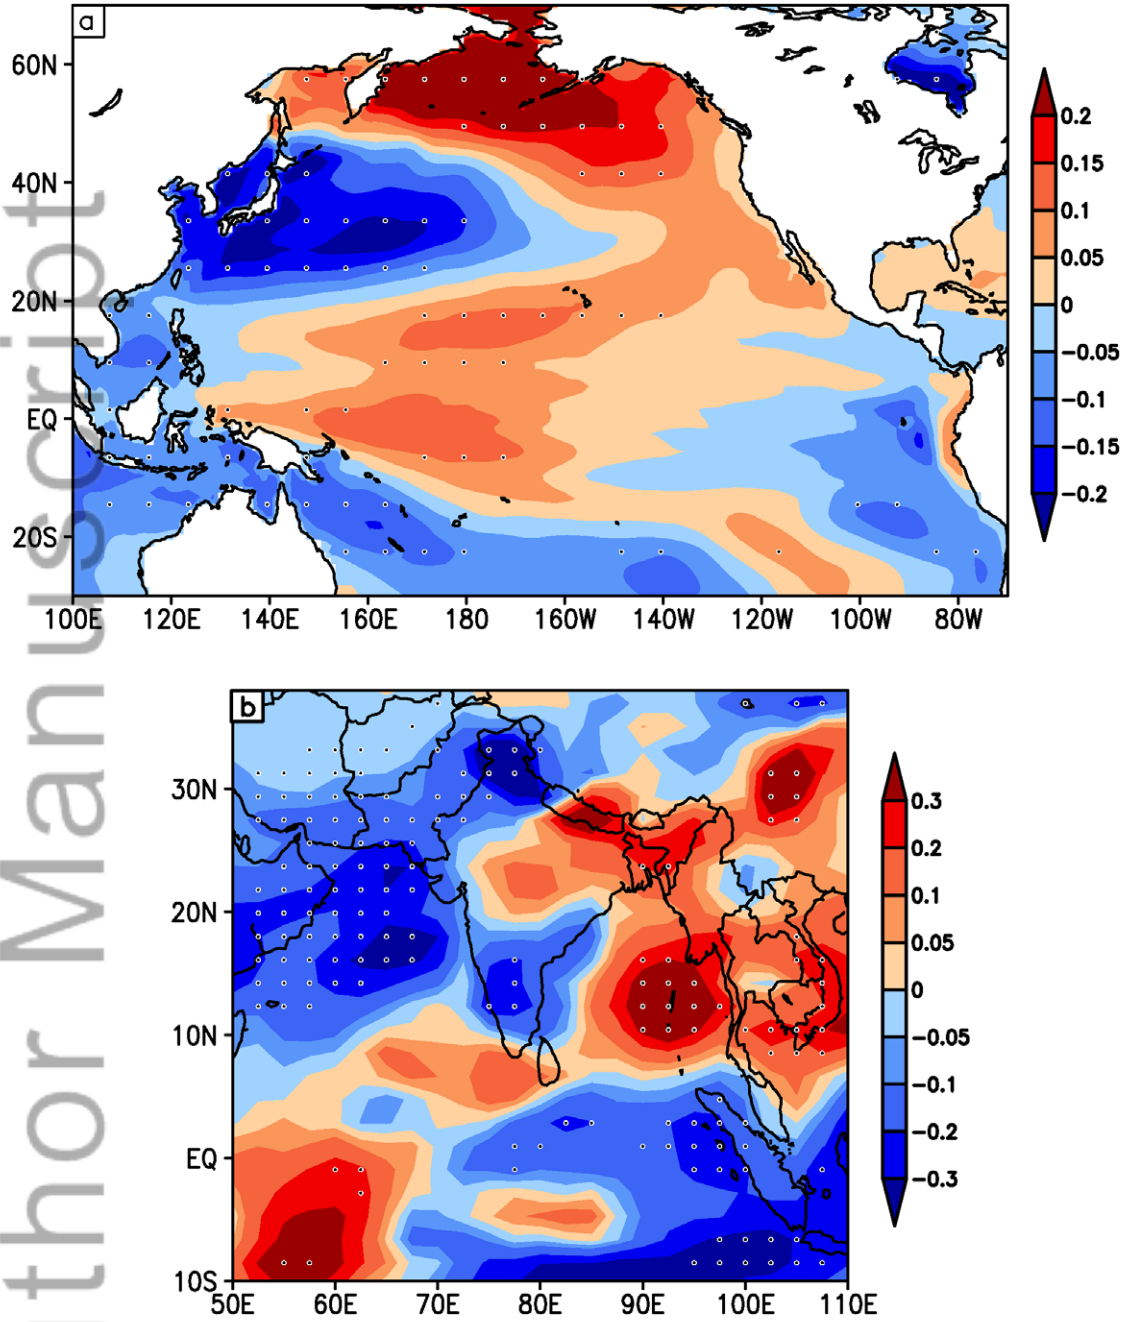 a
60N
40N
20N
EQ
20S
100E 120E 140E 160E 180 160W 140W 120W 100W 80W
0.2
0.15
0.1
0.05
0
-0.05
-0.1
-0.15
-0.2
b
30N
20N
10N
EQ
10S
50E 60E 70E 80E 90E 100E 110E
0.3
0.2
0.1
0.05
0
-0.05
-0.1
-0.2
-0.3
thor Manuscript